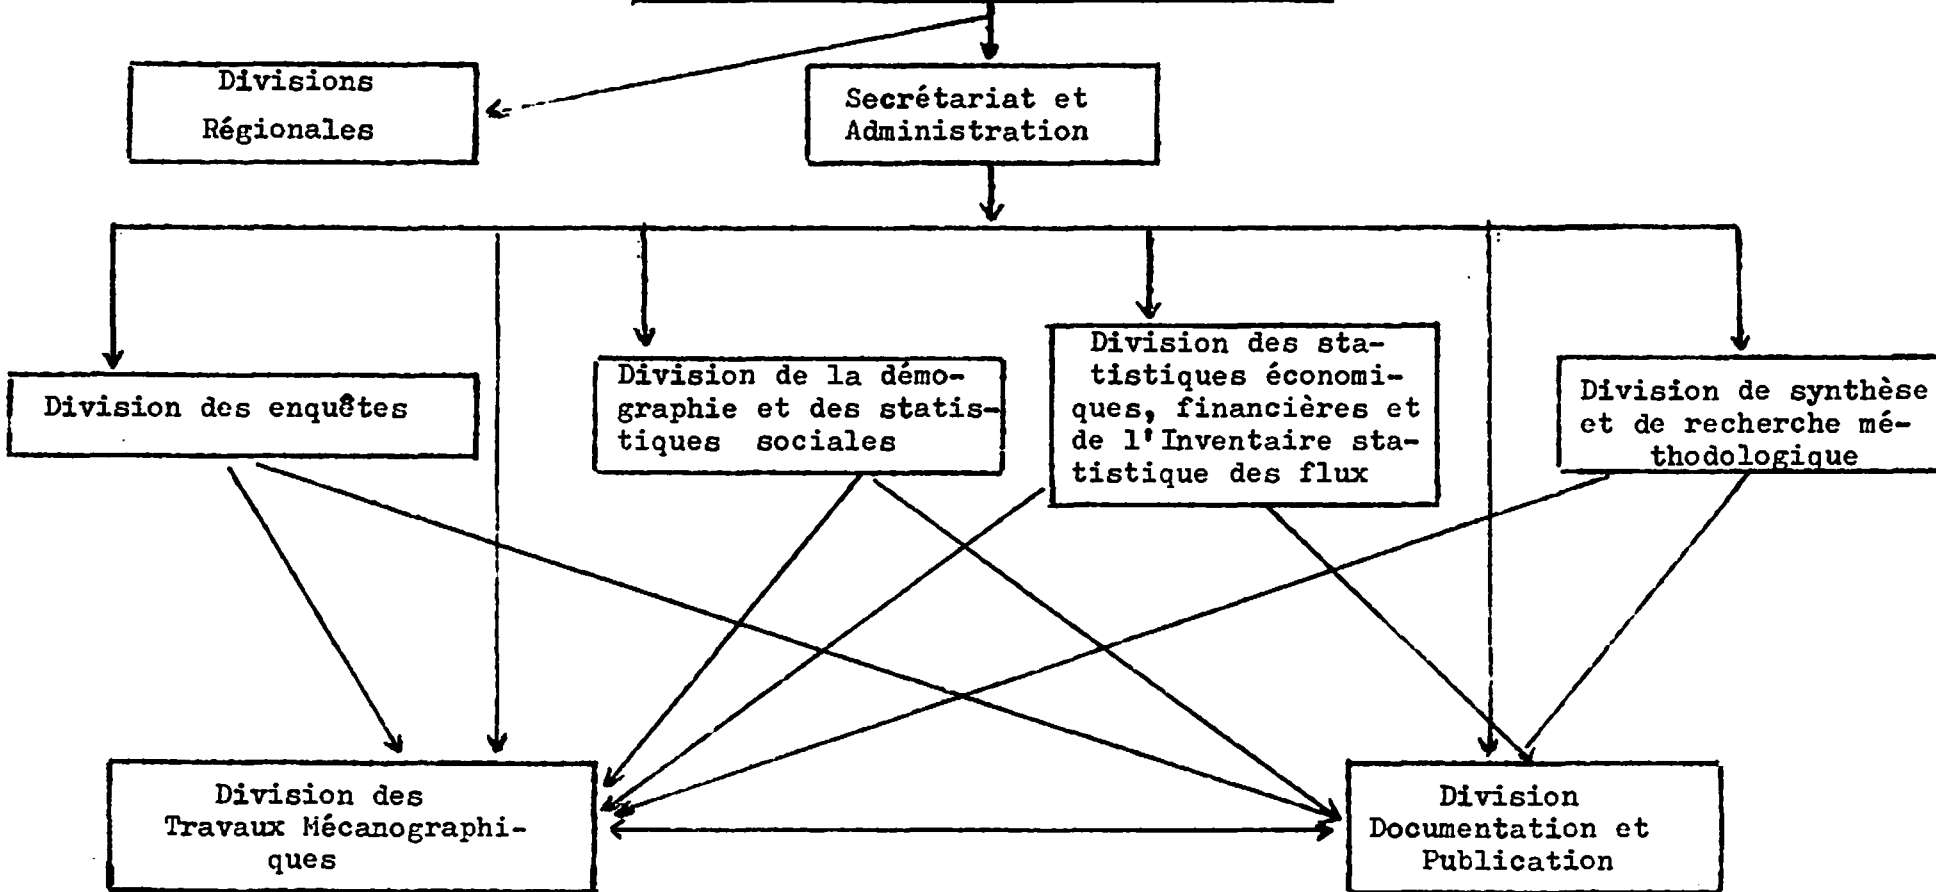 Divisions
Régionales
Secrétariat et
Administration
Division des enquêtes
Division de la démo-
graphie et des statis-
tiques sociales
Division des sta-
tistiques économi-
ques, financières et
de l'Inventaire sta-
tistique des flux
Division de synthèse
et de recherche mé-
thodologique
Division des
Travaux Mécanographi-
ques
Division
Documentation et
Publication